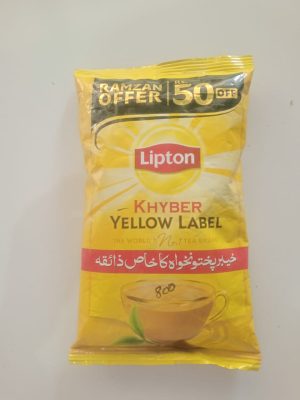 RAMZAN
OFFER
RS.
50 OFF
Lipton
KHYBER
YELLOW LABEL
THE WORLD'S No.1 TEA BRAND
خیبر پختونخواہ کا خاص ذائقہ
800